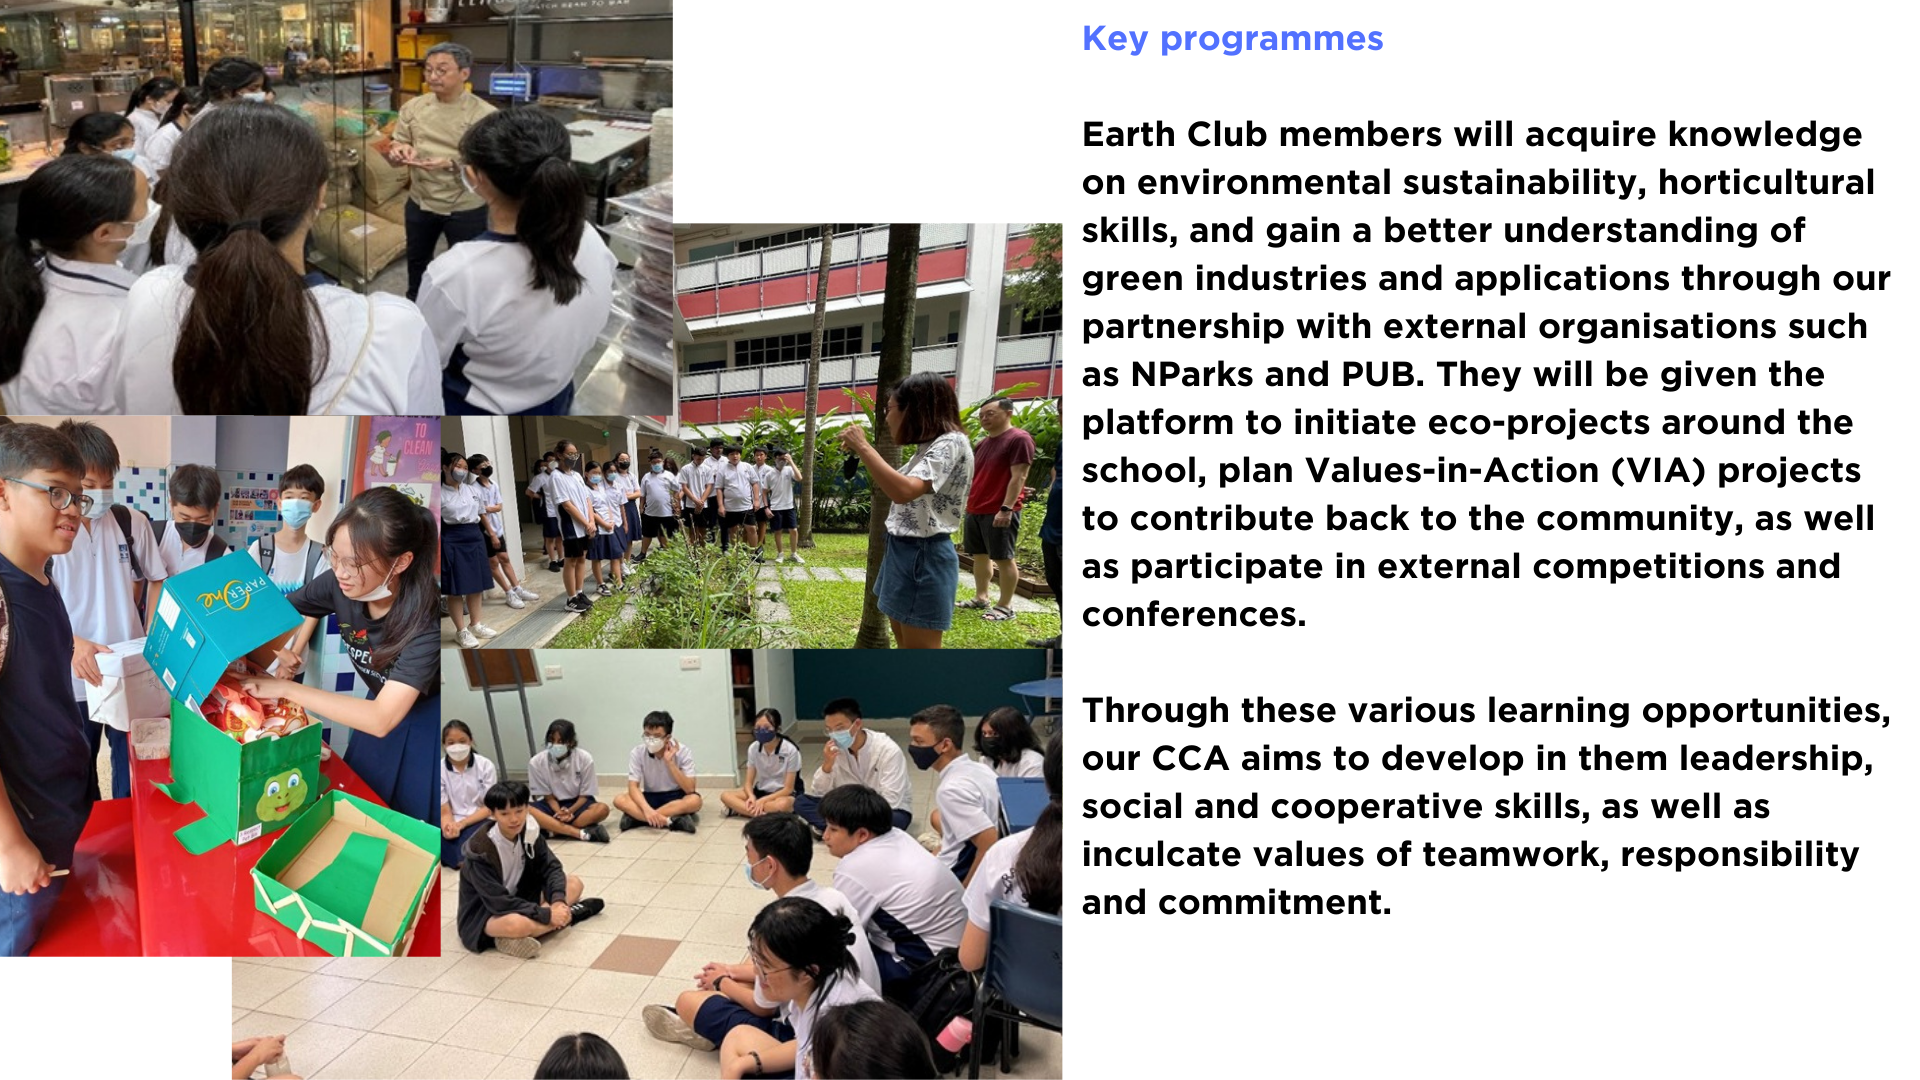 Key programmes
Earth Club members will acquire knowledge
on environmental sustainability, horticultural
skills, and gain a better understanding of
green industries and applications through our
partnership with external organisations such
as NParks and PUB. They will be given the
platform to initiate eco-projects around the
school, plan Values-in-Action (VIA) projects
to contribute back to the community, as well
as participate in external competitions and
conferences.
Through these various learning opportunities,
our CCA aims to develop in them leadership,
social and cooperative skills, as well as
inculcate values of teamwork, responsibility
and commitment.
TO
CLEAN
PAPEROne